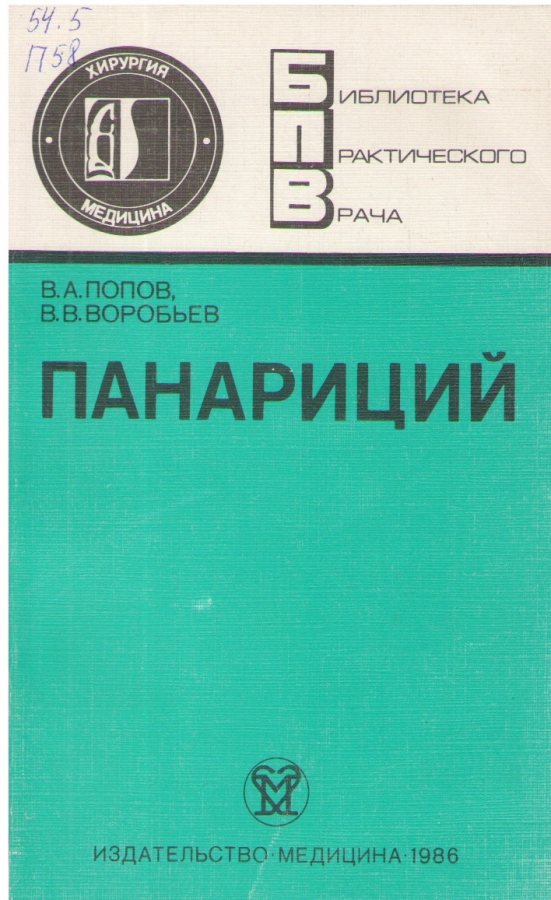 54.5
П58
ХИРУРГИЯ
МЕДИЦИНА
БИБЛИОТЕКА
ПРАКТИЧЕСКОГО
ВРАЧА
В.А.ПОПОВ,
В.В.ВОРОБЬЕВ
ПАНАРИЦИЙ
ИЗДАТЕЛЬСТВО·МЕДИЦИНА·1986